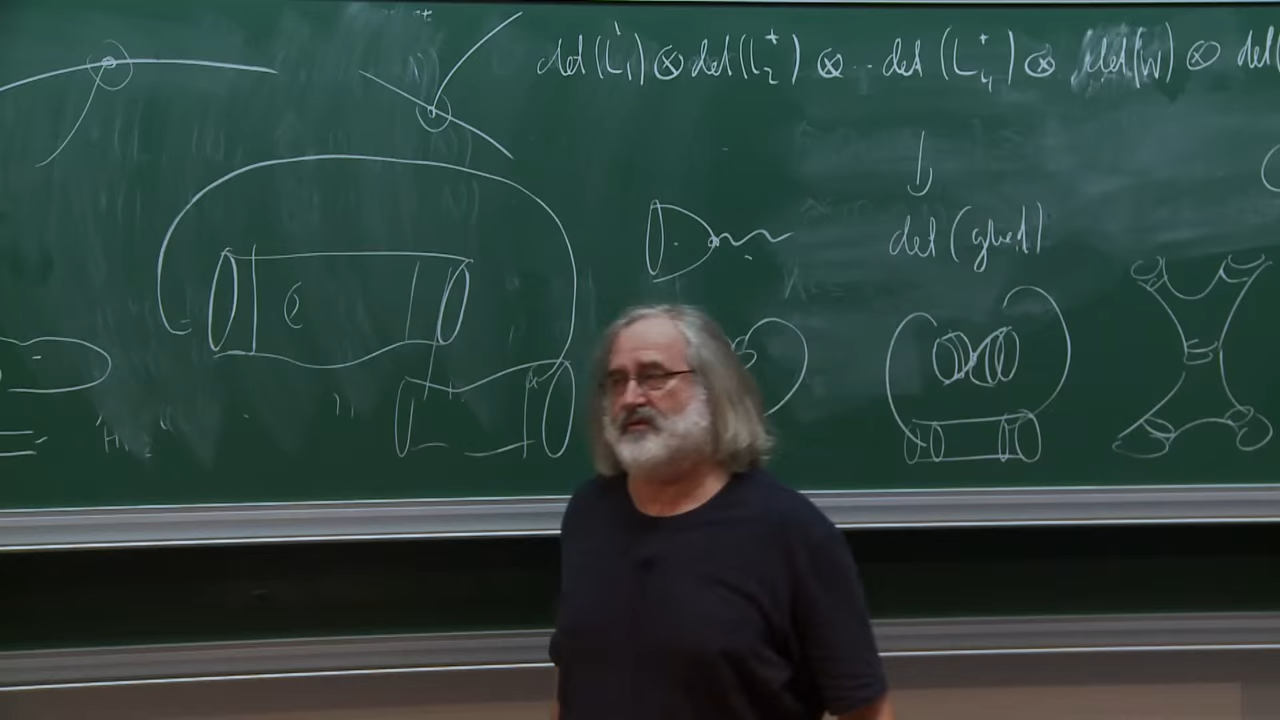 det(L₁) ⊗ det(L₂⁺) ⊗ .. det(L₄⁺) ⊗ det(W) ⊗ det(
det(glued)